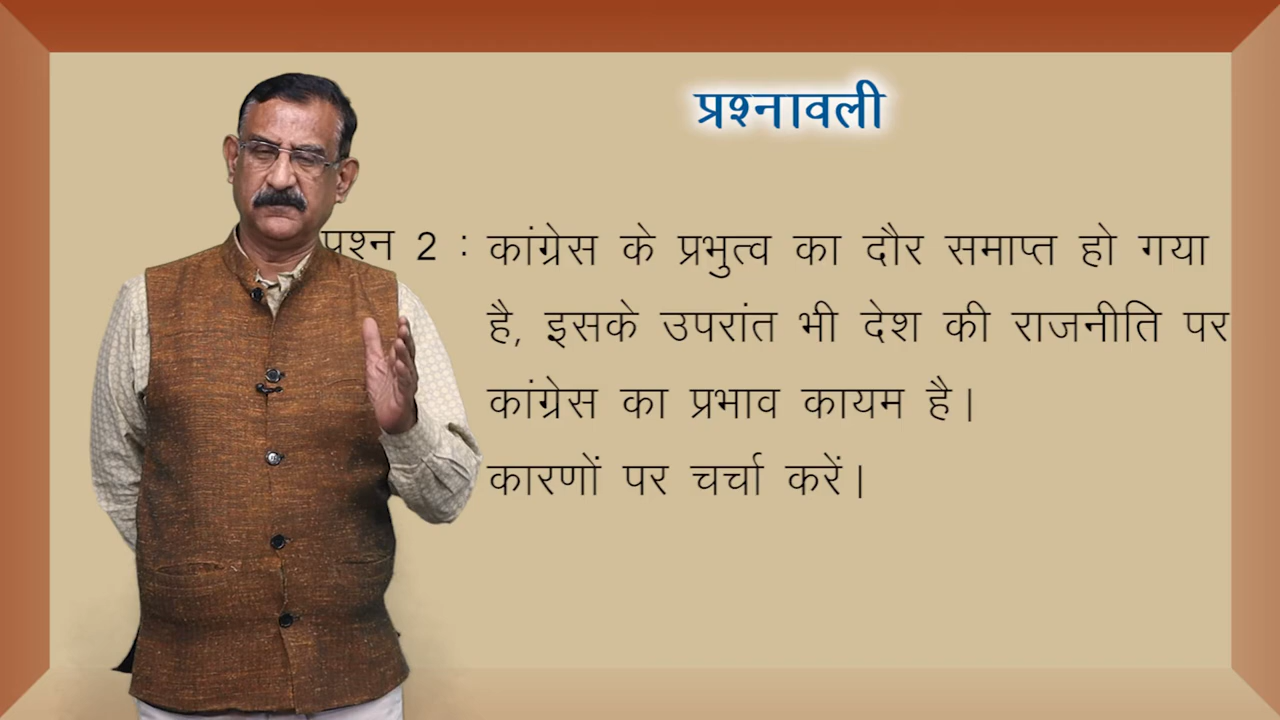 प्रश्नावली
प्रश्न 2 : कांग्रेस के प्रभुत्व का दौर समाप्त हो गया
है, इसके उपरांत भी देश की राजनीति पर
कांग्रेस का प्रभाव कायम है।
कारणों पर चर्चा करें।